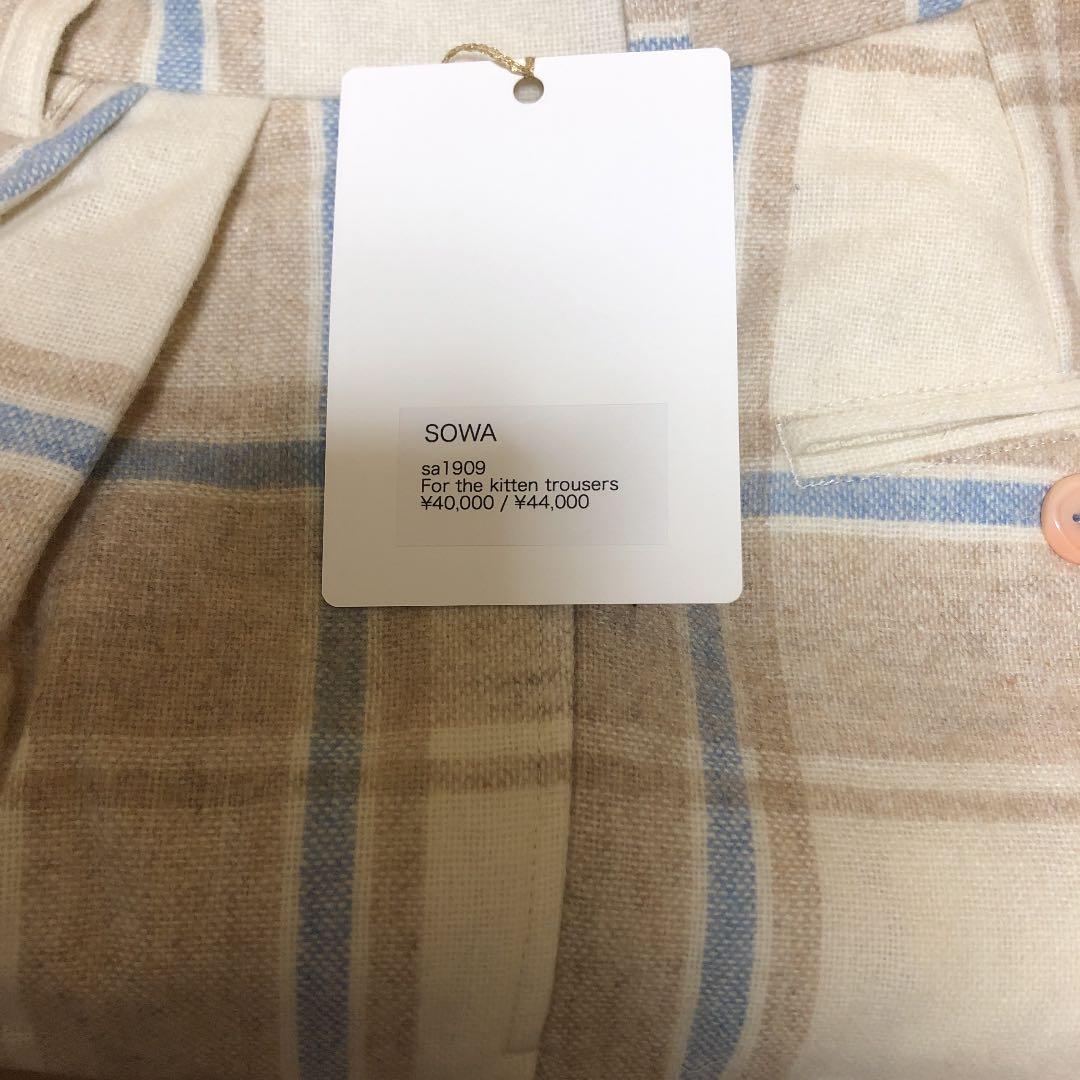 SOWA
sa1909
For the kitten trousers
¥40,000 / ¥44,000